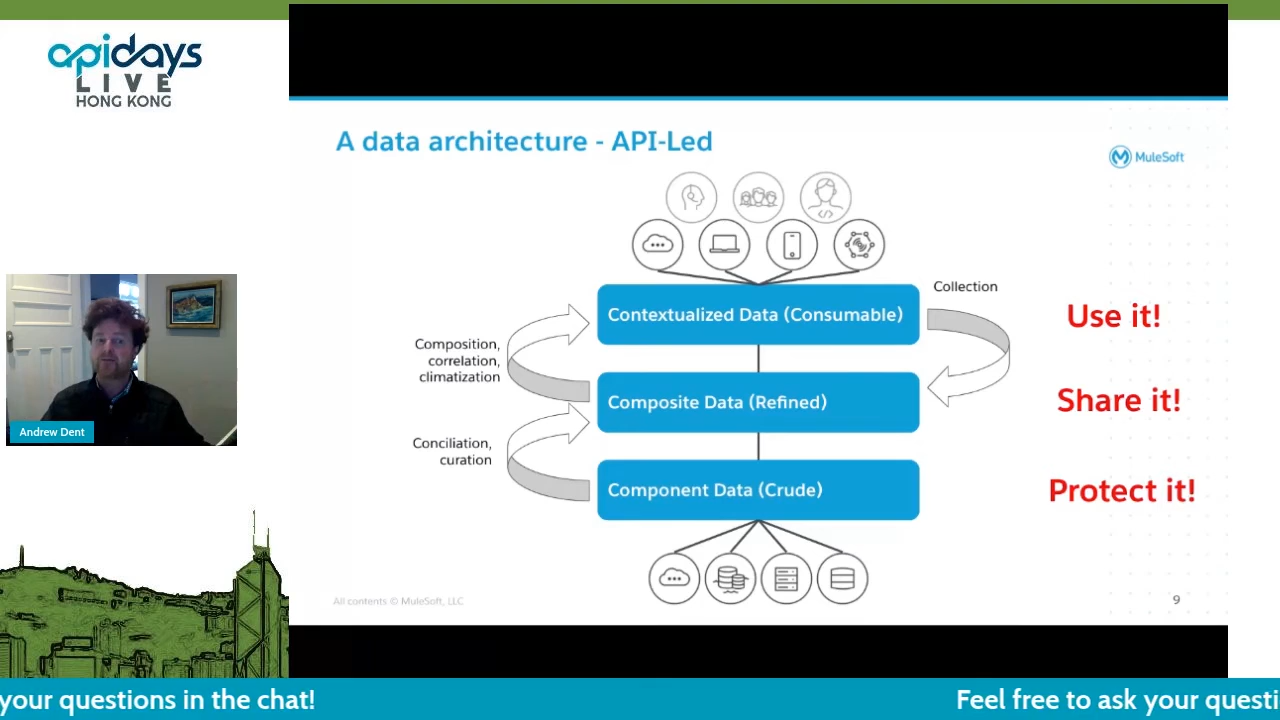 apidays
LIVE
HONG KONG
A data architecture - API-Led
MuleSoft
Collection
Contextualized Data (Consumable)
Use it!
Composition,
correlation,
climatization
Composite Data (Refined)
Share it!
Conciliation,
curation
Component Data (Crude)
Protect it!
Andrew Dent
All contents © MuleSoft, LLC
9
your questions in the chat!
Feel free to ask your questi